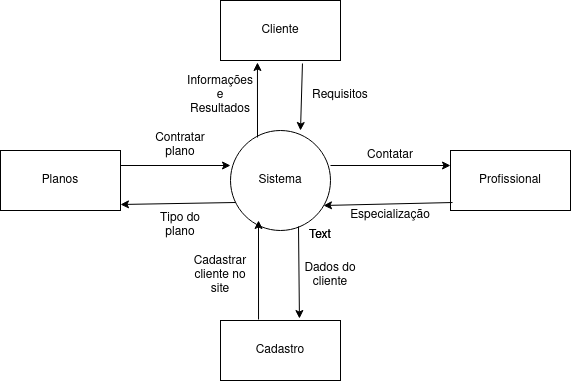 Cliente
Informações
e
Resultados
Requisitos
Contratar
plano
Contatar
Planos
Sistema
Profissional
Tipo do
plano
Especialização
Text
Cadastrar
cliente no
site
Dados do
cliente
Cadastro